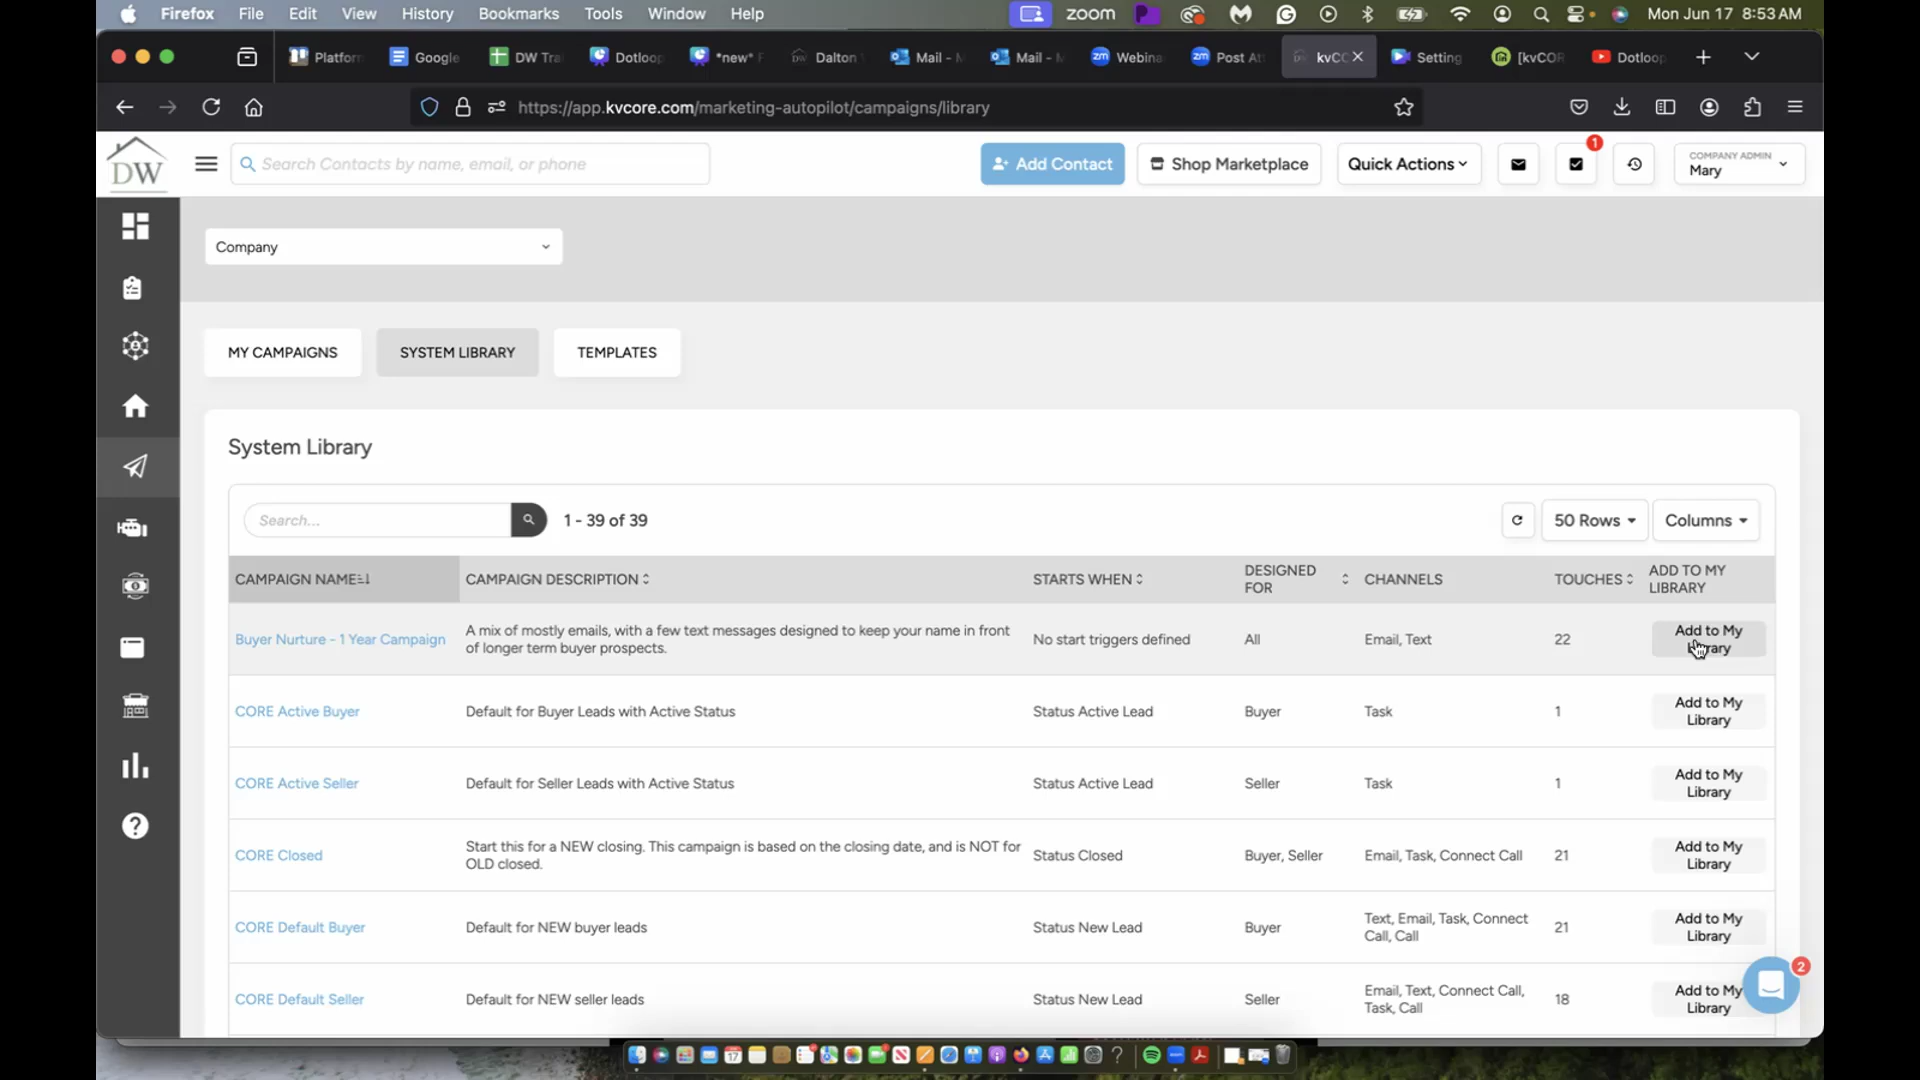 Firefox File Edit View History Bookmarks Tools Window Help zoom Mon Jun 17 8:53 AM
Platform Google DW Trai Dotloop *new* F Dalton Mail - M Mail - M Webina Post Att kvCO Setting [kvCOR Dotloop
https://app.kvcore.com/marketing-autopilot/campaigns/library
DW
Search Contacts by name, email, or phone
Add Contact
Shop Marketplace
Quick Actions
1
COMPANY ADMIN
Mary
Company
MY CAMPAIGNS SYSTEM LIBRARY TEMPLATES
System Library
Search... 1 - 39 of 39 50 Rows Columns
CAMPAIGN NAME CAMPAIGN DESCRIPTION STARTS WHEN DESIGNED FOR CHANNELS TOUCHES ADD TO MY LIBRARY
Buyer Nurture - 1 Year Campaign A mix of mostly emails, with a few text messages designed to keep your name in front of longer term buyer prospects. No start triggers defined All Email, Text 22 Add to My Library
CORE Active Buyer Default for Buyer Leads with Active Status Status Active Lead Buyer Task 1 Add to My Library
CORE Active Seller Default for Seller Leads with Active Status Status Active Lead Seller Task 1 Add to My Library
CORE Closed Start this for a NEW closing. This campaign is based on the closing date, and is NOT for OLD closed. Status Closed Buyer, Seller Email, Task, Connect Call 21 Add to My Library
CORE Default Buyer Default for NEW buyer leads Status New Lead Buyer Text, Email, Task, Connect Call, Call 21 Add to My Library
CORE Default Seller Default for NEW seller leads Status New Lead Seller Email, Text, Connect Call, Task, Call 18 Add to My Library
2